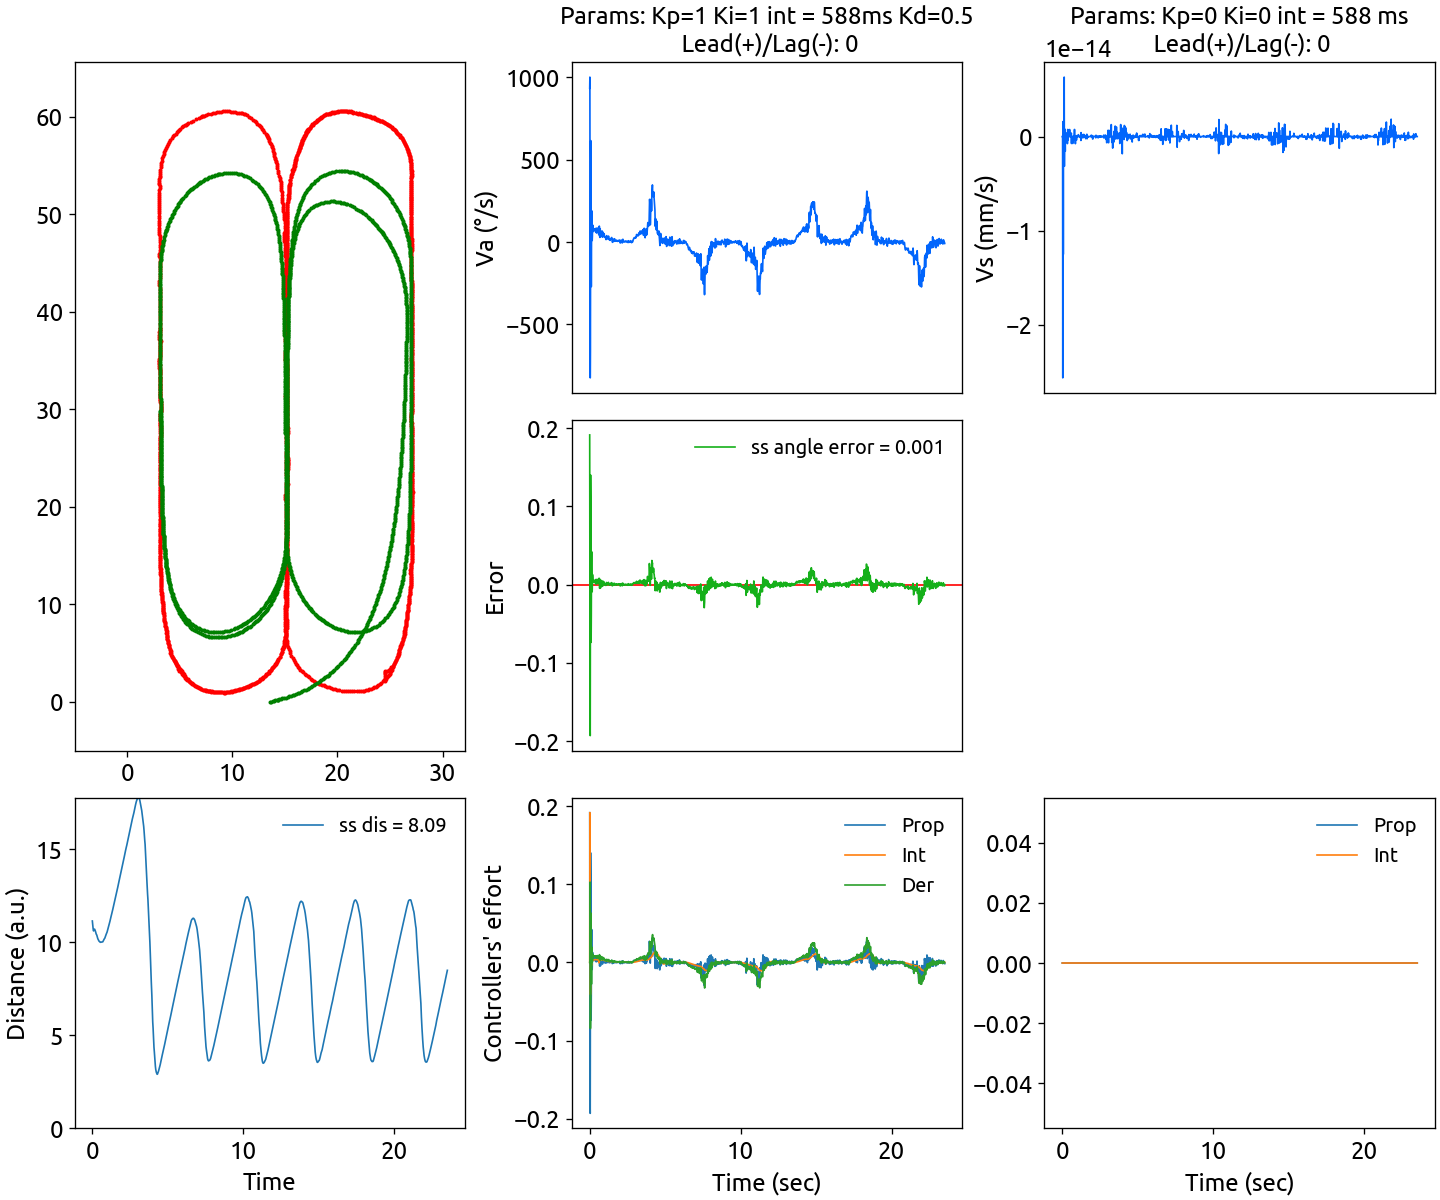 Params: Kp=1 Ki=1 int = 588ms Kd=0.5
Lead(+)/Lag(-): 0
Params: Kp=0 Ki=0 int = 588 ms
1e−14
Lead(+)/Lag(-): 0
60
50
40
30
20
10
0
0
10
20
30
Va (°/s)
1000
500
0
−500
Vs (mm/s)
0
−1
−2
Error
0.2
0.1
0.0
−0.1
−0.2
ss angle error = 0.001
Distance (a.u.)
15
10
5
0
ss dis = 8.09
0
10
20
Time
Controllers' effort
0.2
0.1
0.0
−0.1
−0.2
Prop
Int
Der
0
10
20
Time (sec)
0.04
0.02
0.00
−0.02
−0.04
Prop
Int
0
10
20
Time (sec)